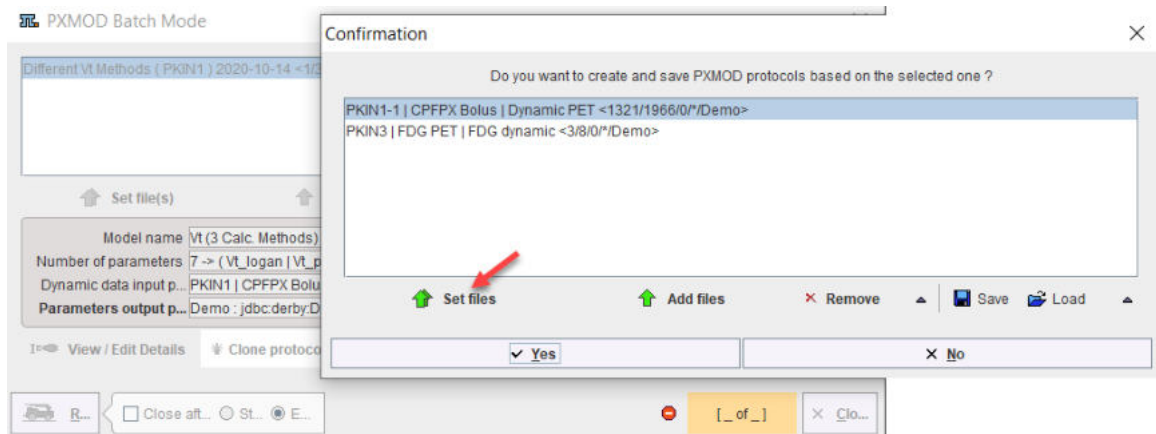 PXMOD Batch Mode
Confirmation
Different Vt Methods ( PKIN1 ) 2020-10-14 <1/3
Do you want to create and save PXMOD protocols based on the selected one ?
PKIN1-1 | CPFPX Bolus | Dynamic PET <1321/1966/0/*/Demo>
PKIN3 | FDG PET | FDG dynamic <3/8/0/*/Demo>
Set file(s)
Model name Vt (3 Calc. Methods)
Number of parameters 7 -> ( Vt_logan | Vt_p
Dynamic data input p... PKIN1 | CPFPX Bolu
Parameters output p... Demo : jdbc:derby:D
Set files Add files Remove Save Load
View / Edit Details Clone protoco
Yes No
R... Close aft... St... E... [ _ of _ ] Clo...